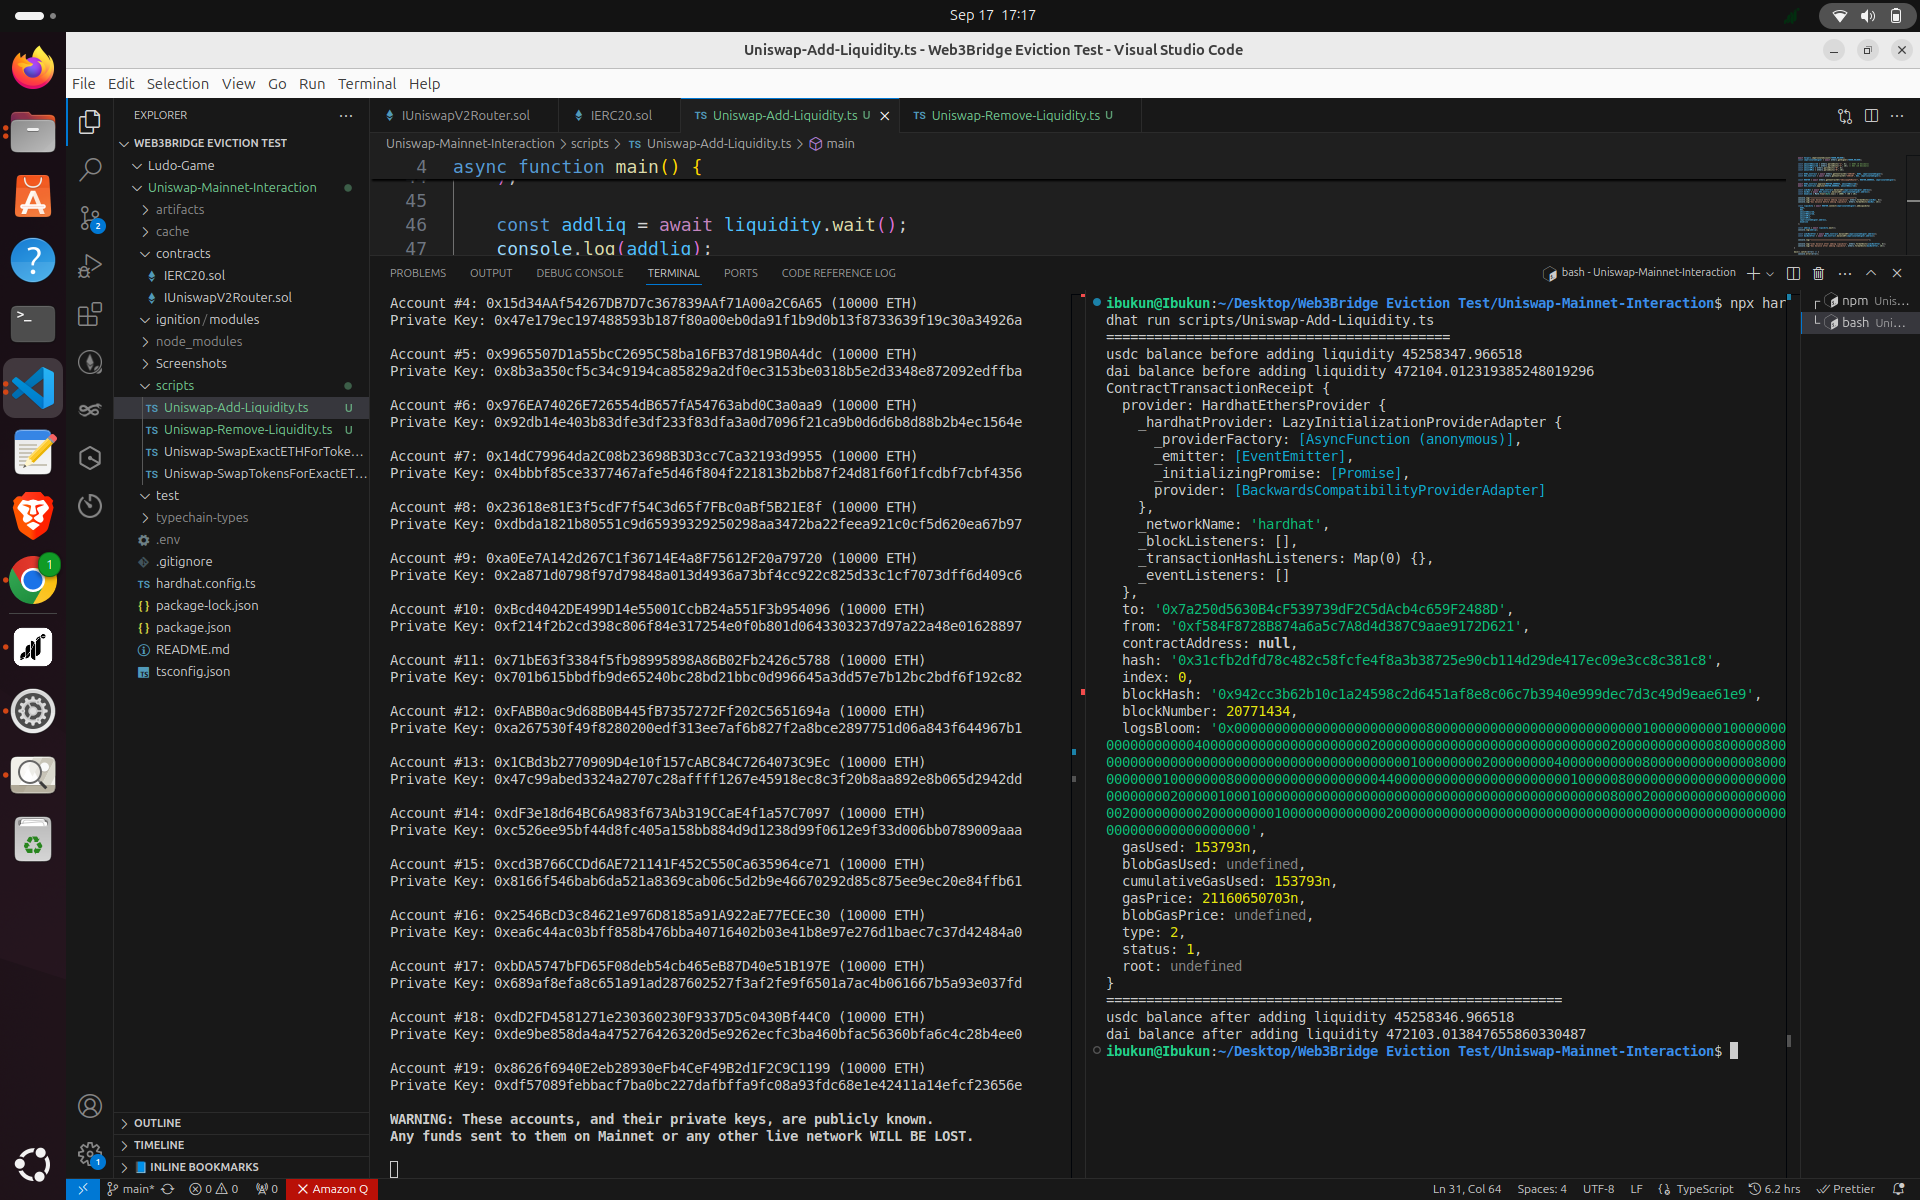 Sep 17 17:17
Uniswap-Add-Liquidity.ts - Web3Bridge Eviction Test - Visual Studio Code
File Edit Selection View Go Run Terminal Help
EXPLORER
WEB3BRIDGE EVICTION TEST
Ludo-Game
Uniswap-Mainnet-Interaction
artifacts
cache
contracts
IERC20.sol
IUniswapV2Router.sol
ignition/modules
node_modules
Screenshots
scripts
TS Uniswap-Add-Liquidity.ts U
TS Uniswap-Remove-Liquidity.ts U
TS Uniswap-SwapExactETHForToke...
TS Uniswap-SwapTokensForExactET...
test
typechain-types
.env
.gitignore
TS hardhat.config.ts
{} package-lock.json
{} package.json
README.md
tsconfig.json
OUTLINE
TIMELINE
INLINE BOOKMARKS
IUniswapV2Router.sol IERC20.sol TS Uniswap-Add-Liquidity.ts U TS Uniswap-Remove-Liquidity.ts U
Uniswap-Mainnet-Interaction > scripts > TS Uniswap-Add-Liquidity.ts > main
4 async function main() {
45
46 const addliq = await liquidity.wait();
47 console.log(addliq);
PROBLEMS OUTPUT DEBUG CONSOLE TERMINAL PORTS CODE REFERENCE LOG
bash - Uniswap-Mainnet-Interaction
Account #4: 0x15d34AAf54267DB7D7c367839AAf71A00a2C6A65 (10000 ETH)
Private Key: 0x47e179ec197488593b187f80a00eb0da91f1b9d0b13f8733639f19c30a34926a
Account #5: 0x9965507D1a55bcC2695C58ba16FB37d819B0A4dc (10000 ETH)
Private Key: 0x8b3a350cf5c34c9194ca85829a2df0ec3153be0318b5e2d3348e872092edffba
Account #6: 0x976EA74026E726554dB657fA54763abd0C3a0aa9 (10000 ETH)
Private Key: 0x92db14e403b83dfe3df233f83dfa3a0d7096f21ca9b0d6d6b8d88b2b4ec1564e
Account #7: 0x14dC79964da2C08b23698B3D3cc7Ca32193d9955 (10000 ETH)
Private Key: 0x4bbbf85ce3377467afe5d46f804f221813b2bb87f24d81f60f1fcdbf7cbf4356
Account #8: 0x23618e81E3f5cdF7f54C3d65f7FBc0aBf5B21E8f (10000 ETH)
Private Key: 0xdbda1821b80551c9d65939329250298aa3472ba22feea921c0cf5d620ea67b97
Account #9: 0xa0Ee7A142d267C1f36714E4a8F75612F20a79720 (10000 ETH)
Private Key: 0x2a871d0798f97d79848a013d4936a73bf4cc922c825d33c1cf7073dff6d409c6
Account #10: 0xBcd4042DE499D14e55001CcbB24a551F3b954096 (10000 ETH)
Private Key: 0xf214f2b2cd398c806f84e317254e0f0b801d0643303237d97a22a48e01628897
Account #11: 0x71bE63f3384f5fb98995898A86B02Fb2426c5788 (10000 ETH)
Private Key: 0x701b615bbdfb9de65240bc28bd21bbc0d996645a3dd57e7b12bc2bdf6f192c82
Account #12: 0xFABB0ac9d68B0B445fB7357272Ff202C5651694a (10000 ETH)
Private Key: 0xa267530f49f8280200edf313ee7af6b827f2a8bce2897751d06a843f644967b1
Account #13: 0x1CBd3b2770909D4e10f157cABC84C7264073C9Ec (10000 ETH)
Private Key: 0x47c99abed3324a2707c28affff1267e45918ec8c3f20b8aa892e8b065d2942dd
Account #14: 0xdF3e18d64BC6A983f673Ab319CCaE4f1a57C7097 (10000 ETH)
Private Key: 0xc526ee95bf44d8fc405a158bb884d9d1238d99f0612e9f33d006bb0789009aaa
Account #15: 0xcd3B766CCDd6AE721141F452C550Ca635964ce71 (10000 ETH)
Private Key: 0x8166f546bab6da521a8369cab06c5d2b9e46670292d85c875ee9ec20e84ffb61
Account #16: 0x2546BcD3c84621e976D8185a91A922aE77ECEc30 (10000 ETH)
Private Key: 0xea6c44ac03bff858b476bba40716402b03e41b8e97e276d1baec7c37d42484a0
Account #17: 0xbDA5747bFD65F08deb54cb465eB87D40e51B197E (10000 ETH)
Private Key: 0x689af8efa8c651a91ad287602527f3af2fe9f6501a7ac4b061667b5a93e037fd
Account #18: 0xdD2FD4581271e230360230F9337D5c0430Bf44C0 (10000 ETH)
Private Key: 0xde9be858da4a475276426320d5e9262ecfc3ba460bfac56360bfa6c4c28b4ee0
Account #19: 0x8626f6940E2eb28930eFb4CeF49B2d1F2C9C1199 (10000 ETH)
Private Key: 0xdf57089febbacf7ba0bc227dafbffa9fc08a93fdc68e1e42411a14efcf23656e
WARNING: These accounts, and their private keys, are publicly known.
Any funds sent to them on Mainnet or any other live network WILL BE LOST.
ibukun@Ibukun:~/Desktop/Web3Bridge Eviction Test/Uniswap-Mainnet-Interaction$ npx har
dhat run scripts/Uniswap-Add-Liquidity.ts
===========================================
usdc balance before adding liquidity 45258347.966518
dai balance before adding liquidity 472104.012319385248019296
ContractTransactionReceipt {
provider: HardhatEthersProvider {
_hardhatProvider: LazyInitializationProviderAdapter {
_providerFactory: [AsyncFunction (anonymous)],
_emitter: [EventEmitter],
_initializingPromise: [Promise],
provider: [BackwardsCompatibilityProviderAdapter]
},
_networkName: 'hardhat',
_blockListeners: [],
_transactionHashListeners: Map(0) {},
_eventListeners: []
},
to: '0x7a250d5630B4cF539739dF2C5dAcb4c659F2488D',
from: '0xf584F8728B874a6a5c7A8d4d387C9aae9172D621',
contractAddress: null,
hash: '0x31cfb2dfd78c482c58fcfe4f8a3b38725e90cb114d29de417ec09e3cc8c381c8',
index: 0,
blockHash: '0x942cc3b62b10c1a24598c2d6451af8e8c06c7b3940e999dec7d3c49d9eae61e9',
blockNumber: 20771434,
logsBloom:
gasUsed: 153793n,
blobGasUsed: undefined,
cumulativeGasUsed: 153793n,
gasPrice: 21160650703n,
blobGasPrice: undefined,
type: 2,
status: 1,
root: undefined
}
=========================================================
usdc balance after adding liquidity 45258346.966518
dai balance after adding liquidity 472103.013847655860330487
ibukun@Ibukun:~/Desktop/Web3Bridge Eviction Test/Uniswap-Mainnet-Interaction$
npm Unis...
bash Uni...
main* 0 0 0 Amazon Q
Ln 31, Col 64 Spaces: 4 UTF-8 LF {} TypeScript 6.2 hrs Prettier